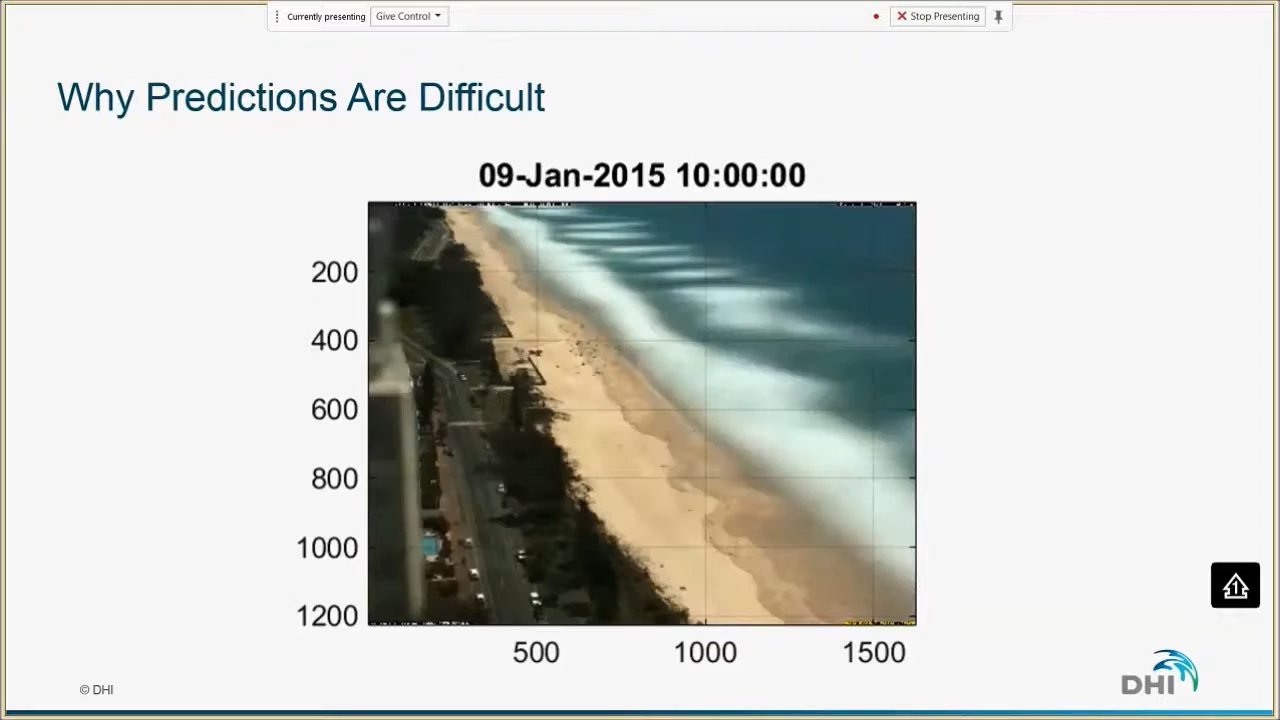 Currently presenting
Give Control
Stop Presenting
Why Predictions Are Difficult
09-Jan-2015 10:00:00
200
400
600
800
1000
1200
500
1000
1500
1
© DHI
DHI